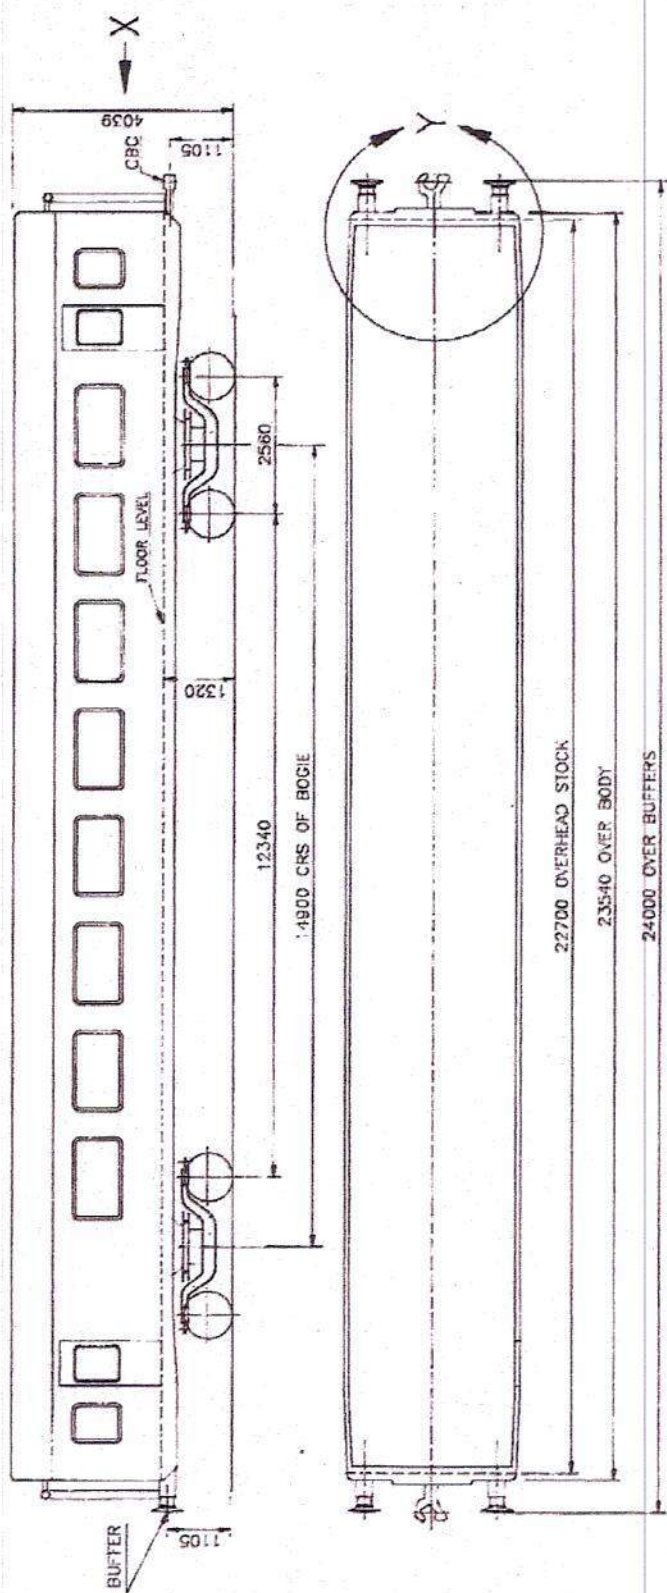 X
4039
CBC
1105
FLOOR LEVEL
2560
1320
12340
14900 CRS OF BOGIE
BUFFER
1105
Y
22700 OVERHEAD STOCK
23540 OVER BODY
24000 OVER BUFFERS